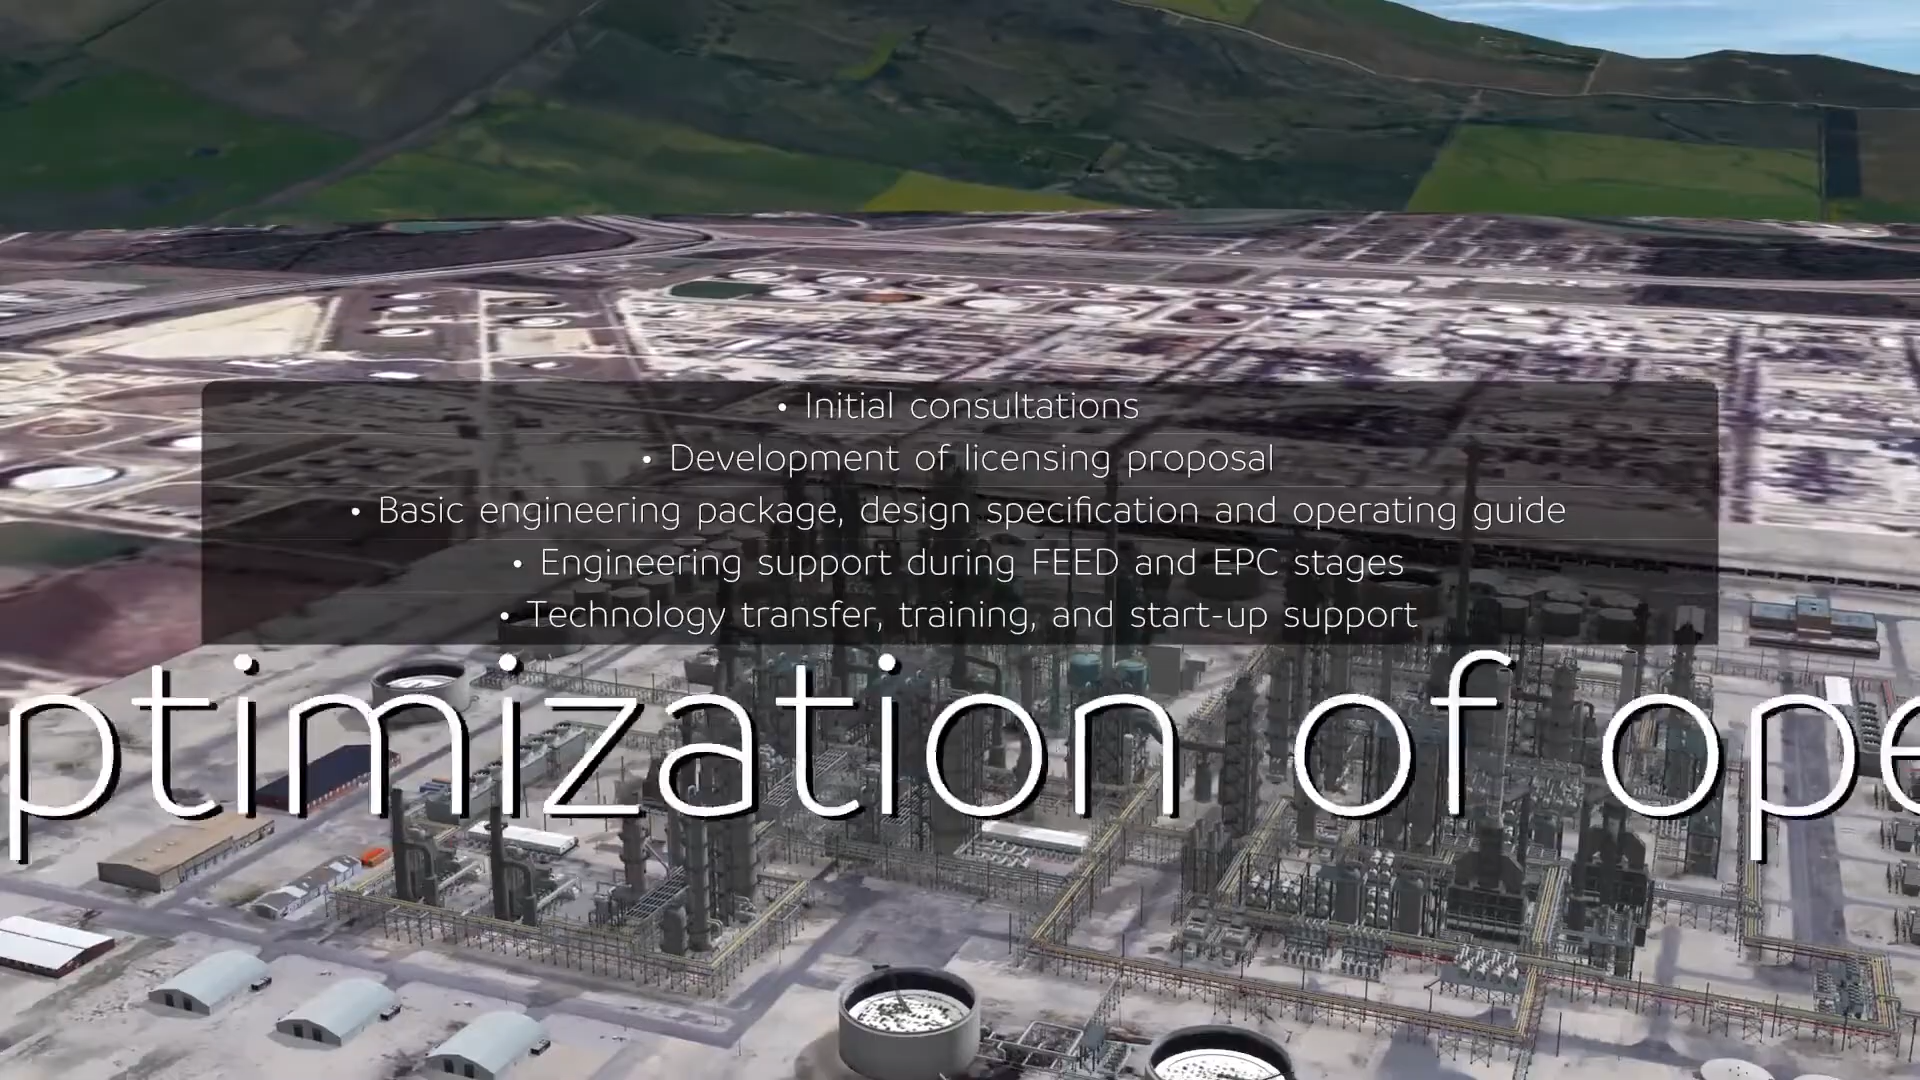 • Initial consultations
• Development of licensing proposal
• Basic engineering package, design specification and operating guide
• Engineering support during FEED and EPC stages
• Technology transfer, training, and start-up support
ptimization of ope